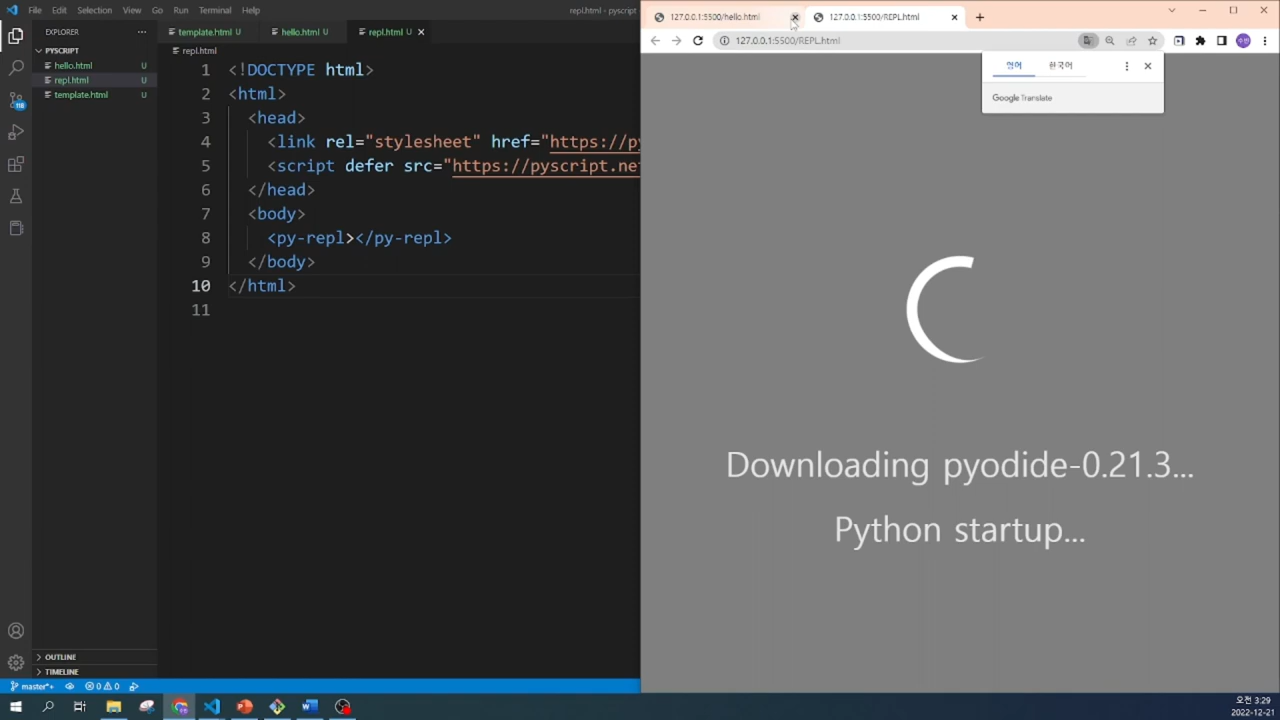 File Edit Selection View Go Run Terminal Help
repl.html - pyscript
EXPLORER
PYSCRIPT
hello.html U
repl.html U
template.html U
OUTLINE
TIMELINE
template.html U hello.html U repl.html U
repl.html
1 <!DOCTYPE html>
2 <html>
3 <head>
4 <link rel="stylesheet" href="https://py
5 <script defer src="https://pyscript.ne
6 </head>
7 <body>
8 <py-repl></py-repl>
9 </body>
10 </html>
11
master*+ 0 0
127.0.0.1:5500/hello.html 127.0.0.1:5500/REPL.html
127.0.0.1:5500/REPL.html
영어 한국어
Google Translate
Downloading pyodide-0.21.3...
Python startup...
오전 3:29
2022-12-21